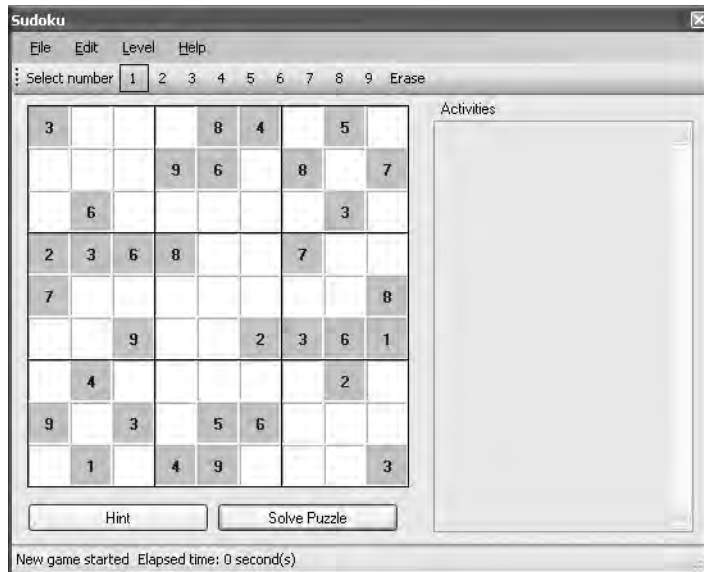 Sudoku
File Edit Level Help
Select number 1 2 3 4 5 6 7 8 9 Erase
Activities
3 8 4 5
9 6 8 7
6 3
2 3 6 8 7
7 8
9 2 3 6 1
4 2
9 3 5 6
1 4 9 3
Hint Solve Puzzle
New game started Elapsed time: 0 second(s)